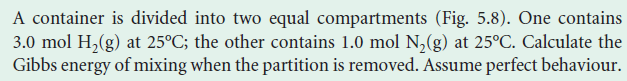 A container is divided into two equal compartments (Fig. 5.8). One contains
3.0 mol H₂(g) at 25°C; the other contains 1.0 mol N₂(g) at 25°C. Calculate the
Gibbs energy of mixing when the partition is removed. Assume perfect behaviour.